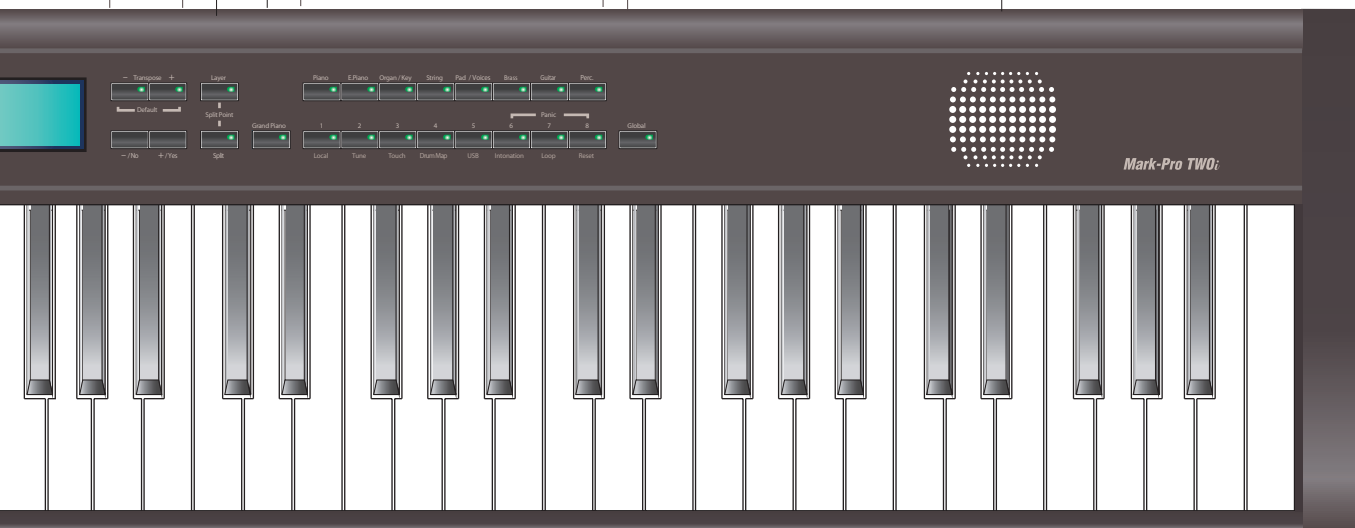 − Transpose +
Layer
Piano E.Piano Organ / Key String Pad / Voices Brass Guitar Perc.
Default
Split Point
Panic
Grand Piano
1 2 3 4 5 6 7 8
Global
− / No + / Yes
Split
Local Tune Touch Drum Map USB Intonation Loop Reset
Mark-Pro TWOi